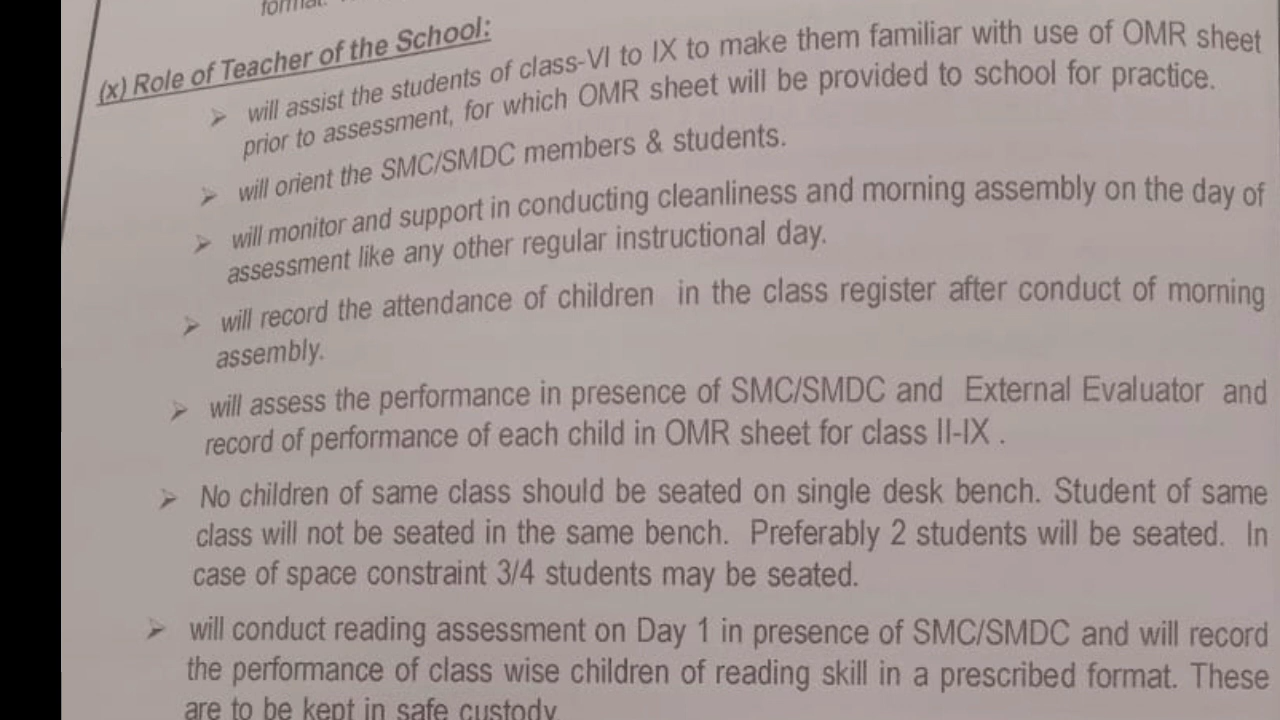 format.
(x) Role of Teacher of the School:
➢ will assist the students of class-VI to IX to make them familiar with use of OMR sheet
prior to assessment, for which OMR sheet will be provided to school for practice.
➢ will orient the SMC/SMDC members & students.
➢ will monitor and support in conducting cleanliness and morning assembly on the day of
assessment like any other regular instructional day.
➢ will record the attendance of children in the class register after conduct of morning
assembly.
➢ will assess the performance in presence of SMC/SMDC and External Evaluator and
record of performance of each child in OMR sheet for class II-IX .
➢ No children of same class should be seated on single desk bench. Student of same
class will not be seated in the same bench. Preferably 2 students will be seated. In
case of space constraint 3/4 students may be seated.
➢ will conduct reading assessment on Day 1 in presence of SMC/SMDC and will record
the performance of class wise children of reading skill in a prescribed format. These
are to be kept in safe custody